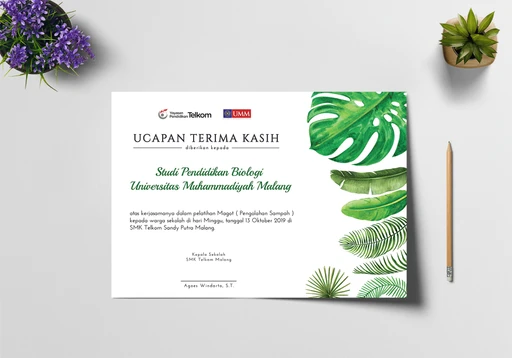 Yayasan
Pendidikan Telkom UMM
UCAPAN TERIMA KASIH
diberikan kepada
Studi Pendidikan Biologi
Universitas Muhammadiyah Malang
atas kerjasamanya dalam pelatihan Magot ( Pengolahan Sampah )
kepada warga sekolah di hari Minggu, tanggal 13 Oktober 2019 di
SMK Telkom Sandy Putra Malang.
Kepala Sekolah
SMK Telkom Malang
Agoes Windarto, S.T.